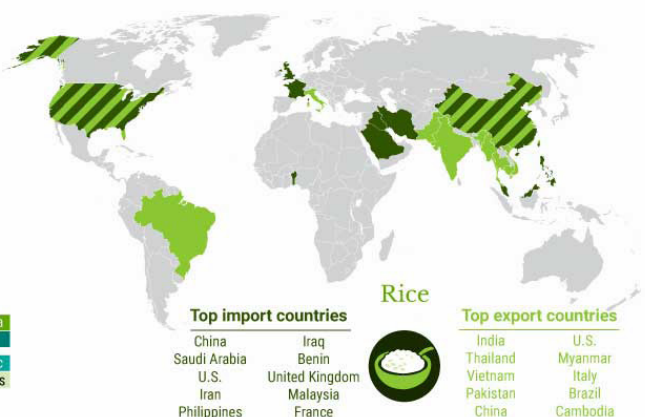 Rice
Top import countries
China
Saudi Arabia
U.S.
Iran
Philippines
Iraq
Benin
United Kingdom
Malaysia
France
Top export countries
India
Thailand
Vietnam
Pakistan
China
U.S.
Myanmar
Italy
Brazil
Cambodia